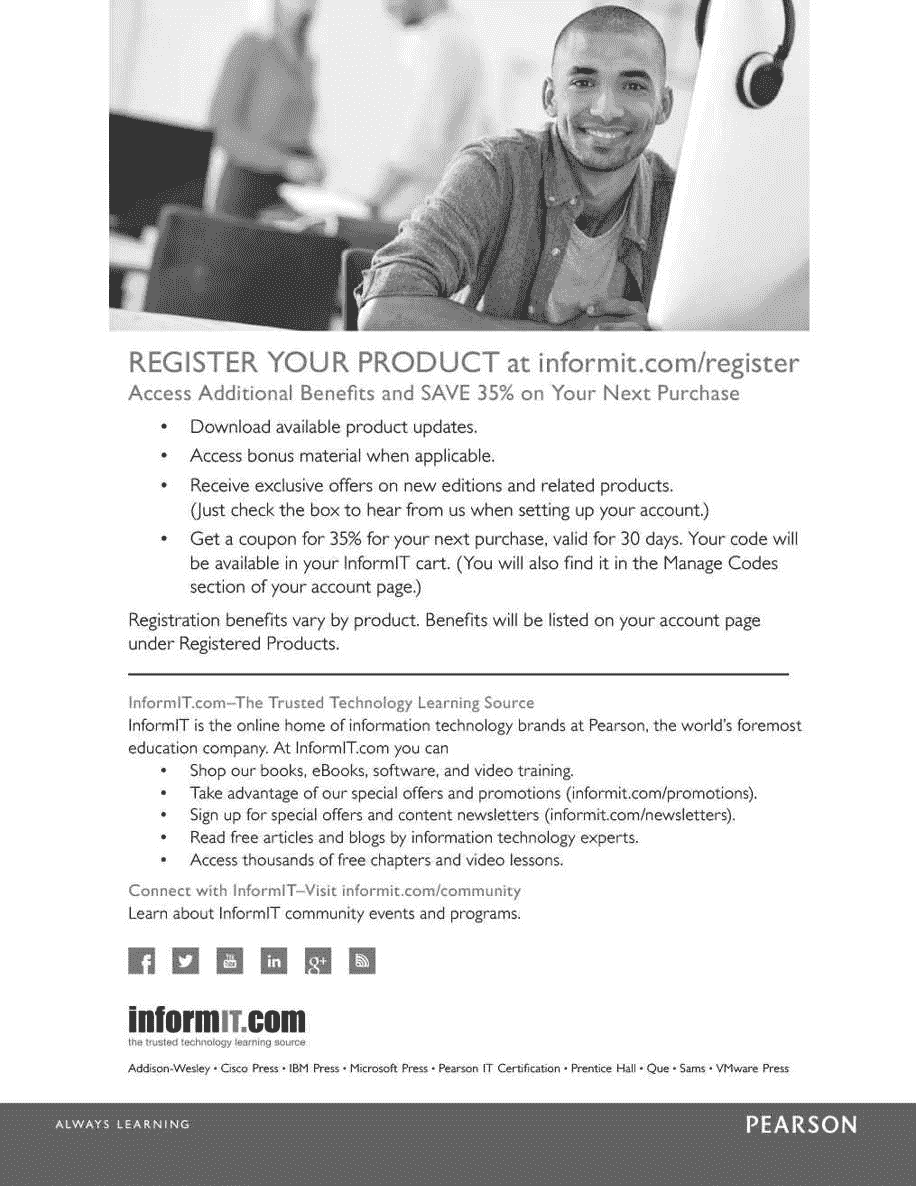 REGISTER YOUR PRODUCT at informit.com/register
Access Additional Benefits and SAVE 35% on Your Next Purchase
• Download available product updates.
• Access bonus material when applicable.
• Receive exclusive offers on new editions and related products.
(Just check the box to hear from us when setting up your account.)
• Get a coupon for 35% for your next purchase, valid for 30 days. Your code will
be available in your InformIT cart. (You will also find it in the Manage Codes
section of your account page.)
Registration benefits vary by product. Benefits will be listed on your account page
under Registered Products.
InformIT.com–The Trusted Technology Learning Source
InformIT is the online home of information technology brands at Pearson, the world's foremost
education company. At InformIT.com you can
• Shop our books, eBooks, software, and video training.
• Take advantage of our special offers and promotions (informit.com/promotions).
• Sign up for special offers and content newsletters (informit.com/newsletters).
• Read free articles and blogs by information technology experts.
• Access thousands of free chapters and video lessons.
Connect with InformIT–Visit informit.com/community
Learn about InformIT community events and programs.
f You Tube in g+
informIT.com
the trusted technology learning source
Addison-Wesley • Cisco Press • IBM Press • Microsoft Press • Pearson IT Certification • Prentice Hall • Que • Sams • VMware Press
ALWAYS LEARNING PEARSON